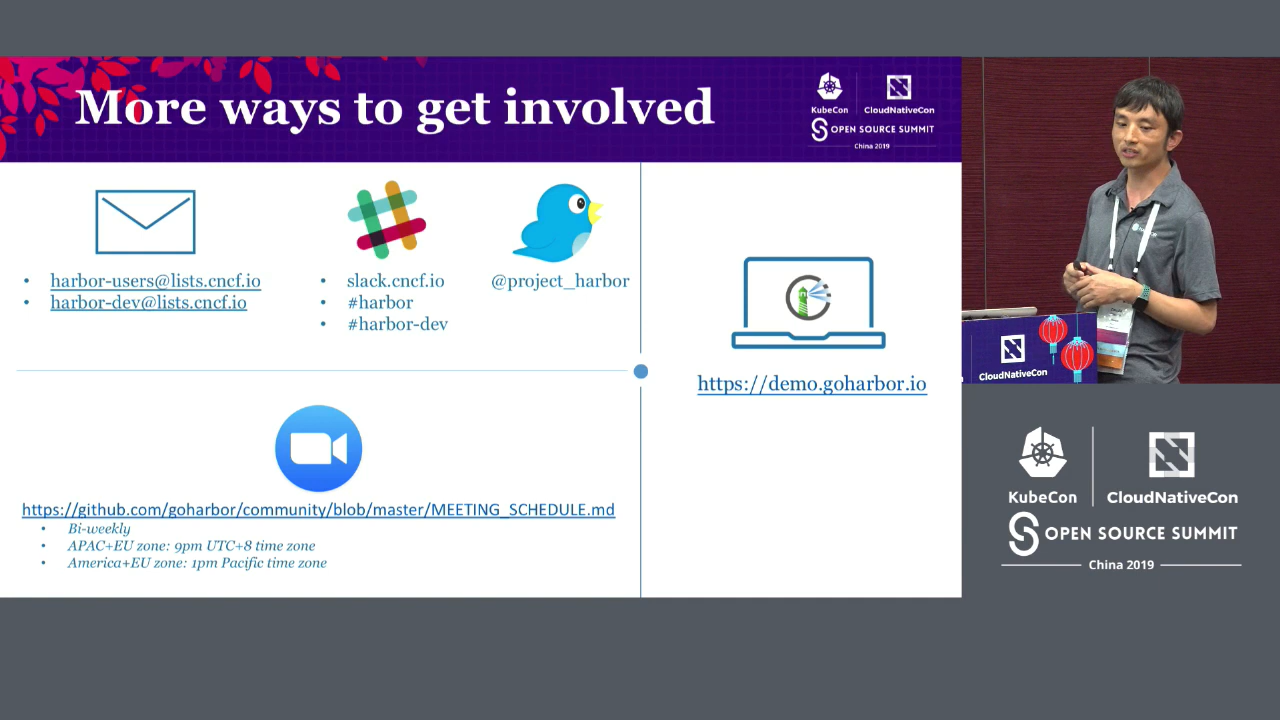 More ways to get involved
KubeCon
CloudNativeCon
OPEN SOURCE SUMMIT
China 2019
• harbor-users@lists.cncf.io
• harbor-dev@lists.cncf.io
• slack.cncf.io
• #harbor
• #harbor-dev
@project_harbor
https://demo.goharbor.io
https://github.com/goharbor/community/blob/master/MEETING_SCHEDULE.md
• Bi-weekly
• APAC+EU zone: 9pm UTC+8 time zone
• America+EU zone: 1pm Pacific time zone
CloudNativeCon
KubeCon
CloudNativeCon
OPEN SOURCE SUMMIT
China 2019